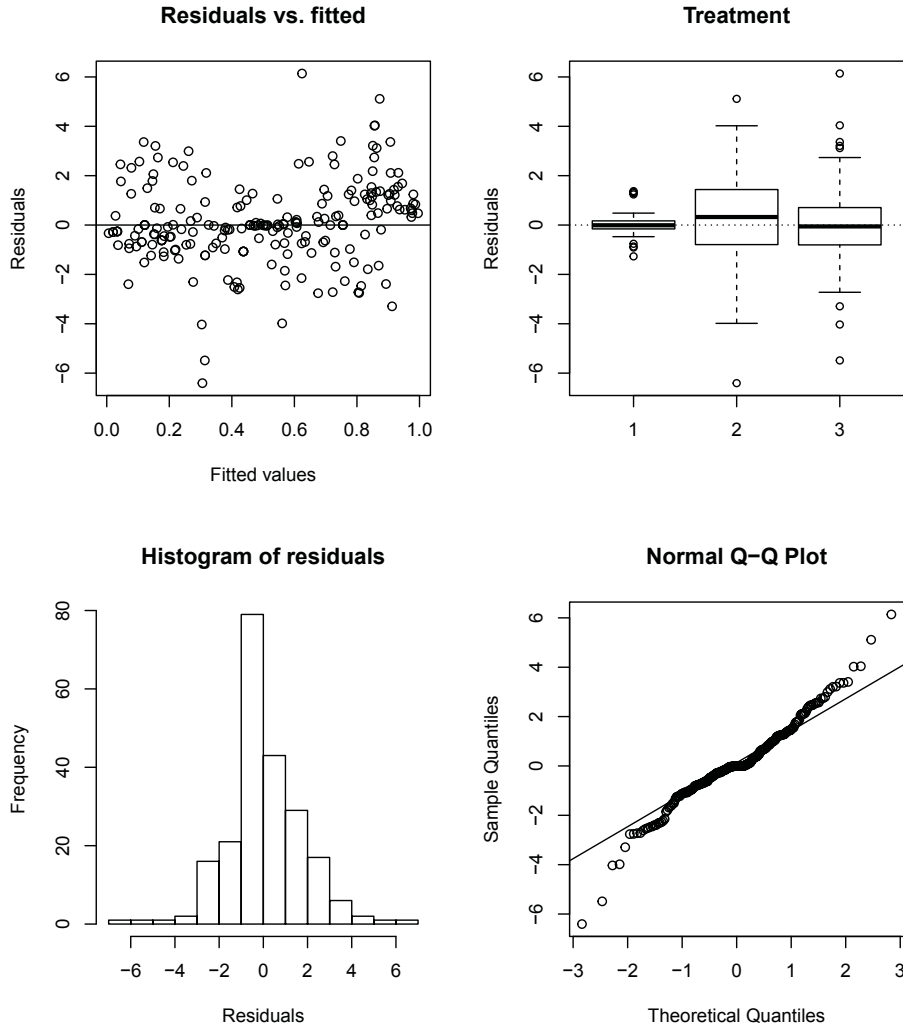 Residuals vs. fitted
6
4
2
0
−2
−4
−6
Residuals
0.0 0.2 0.4 0.6 0.8 1.0
Fitted values
Treatment
6
4
2
0
−2
−4
−6
Residuals
1 2 3
Histogram of residuals
80
60
40
20
0
Frequency
−6 −4 −2 0 2 4 6
Residuals
Normal Q−Q Plot
6
4
2
0
−2
−4
−6
Sample Quantiles
−3 −2 −1 0 1 2 3
Theoretical Quantiles